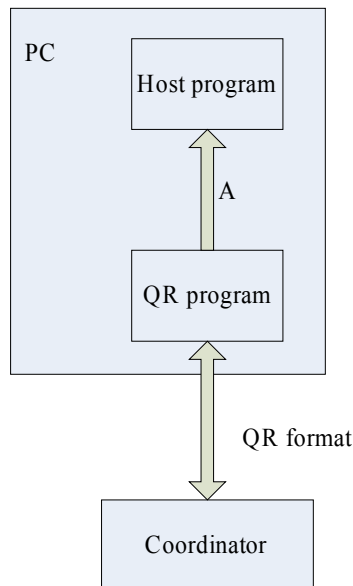 PC
Host program
A
QR program
QR format
Coordinator